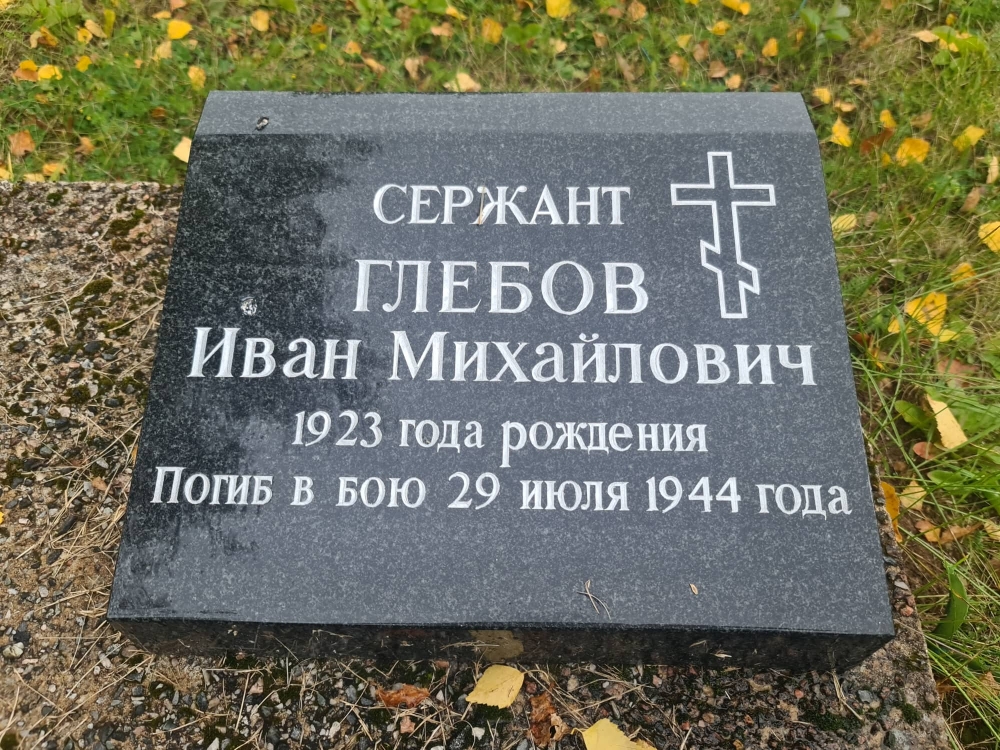 СЕРЖАНТ
ГЛЕБОВ
Иван Михайлович
1923 года рождения
Погиб в бою 29 июля 1944 года